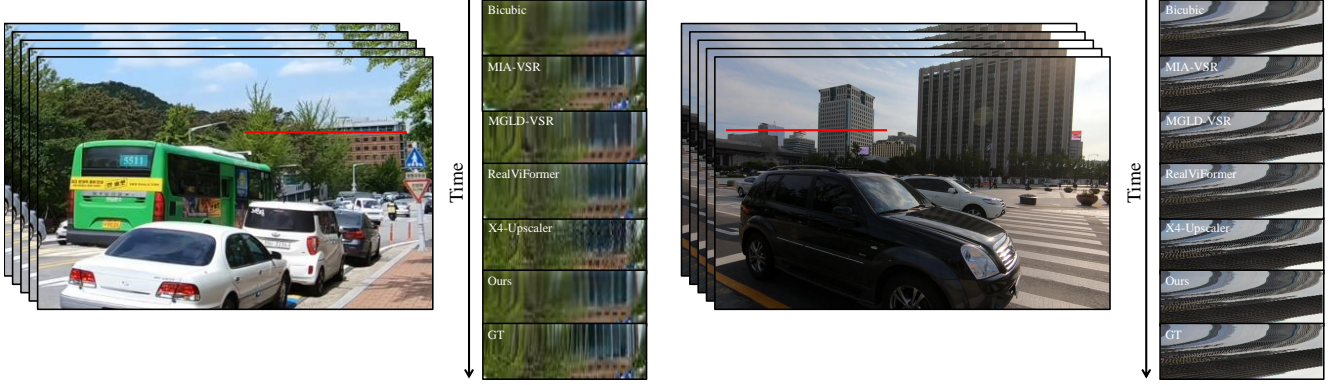 5511
Time
Bicubic
MIA-VSR
MGLD-VSR
RealViFormer
X4-Upscaler
Ours
GT
Time
Bicubic
MIA-VSR
MGLD-VSR
RealViFormer
X4-Upscaler
Ours
GT